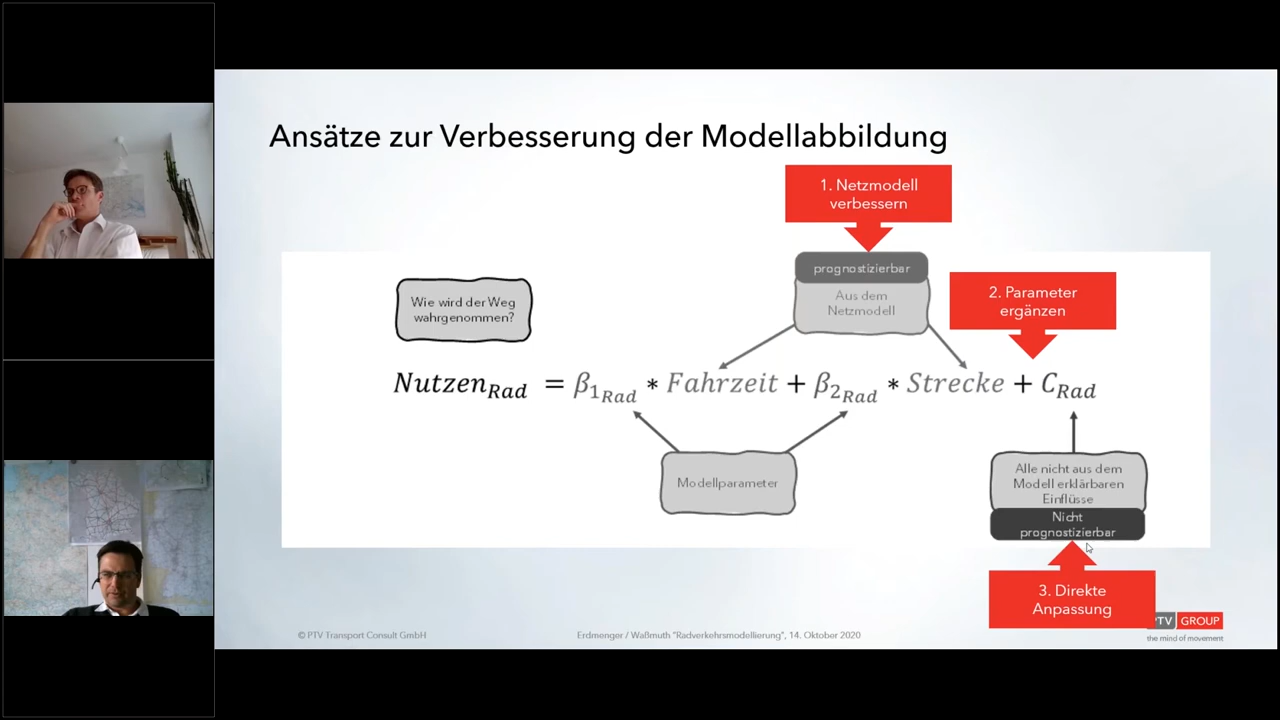 Ansätze zur Verbesserung der Modellabbildung
1. Netzmodell
verbessern
prognostizierbar
Aus dem
Netzmodell
2. Parameter
ergänzen
Wie wird der Weg
wahrgenommen?
Nutzen_Rad = β_1Rad * Fahrzeit + β_2Rad * Strecke + C_Rad
Modellparameter
Alle nicht aus dem
Modell erklärbaren
Einflüsse
Nicht
prognostizierbar
3. Direkte
Anpassung
© PTV Transport Consult GmbH
Erdmenger / Waßmuth "Radverkehrsmodellierung", 14. Oktober 2020
PTV GROUP
the mind of movement